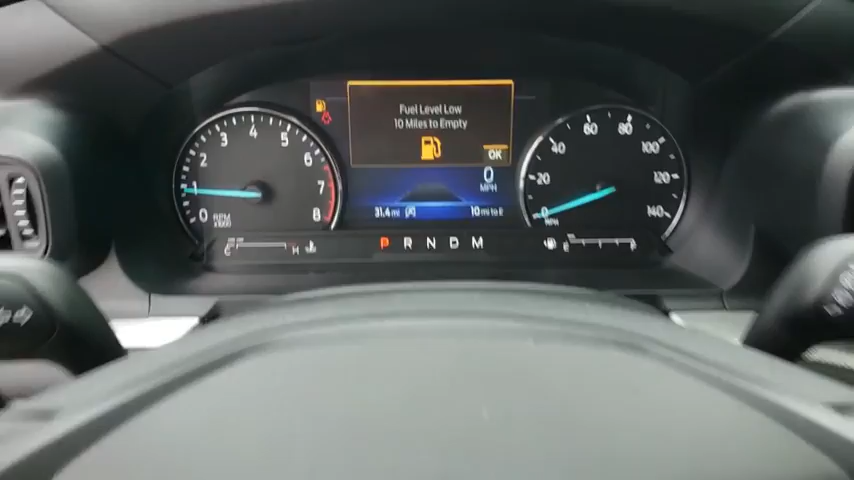 Fuel Level Low
10 Miles to Empty
OK
0 1 2 3 4 5 6 7 8
RPM
x1000
0 20 40 60 80 100 120 140
MPH
0
MPH
31.4 mi
10 mi to E
C H
P R N D M
E F